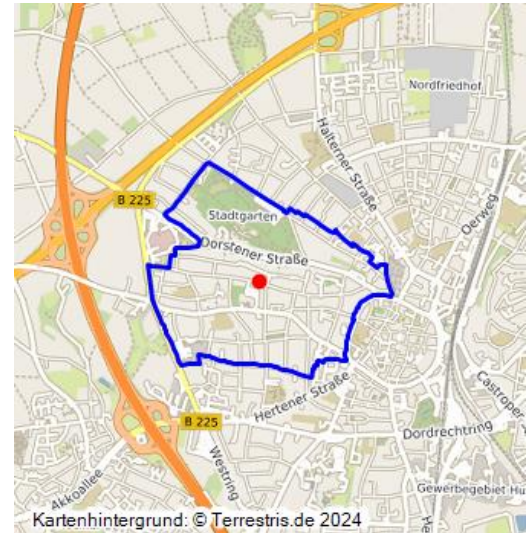 Nordfriedhof
Halterner Straße
Oerweg
B 225
Stadtgarten
Dorstener Straße
Hertener Straße
B 225
Westring
Akkoallee
Dordrechtring
Castroper
Gewerbegebiet Hu
He
Kartenhintergrund: © Terrestris.de 2024